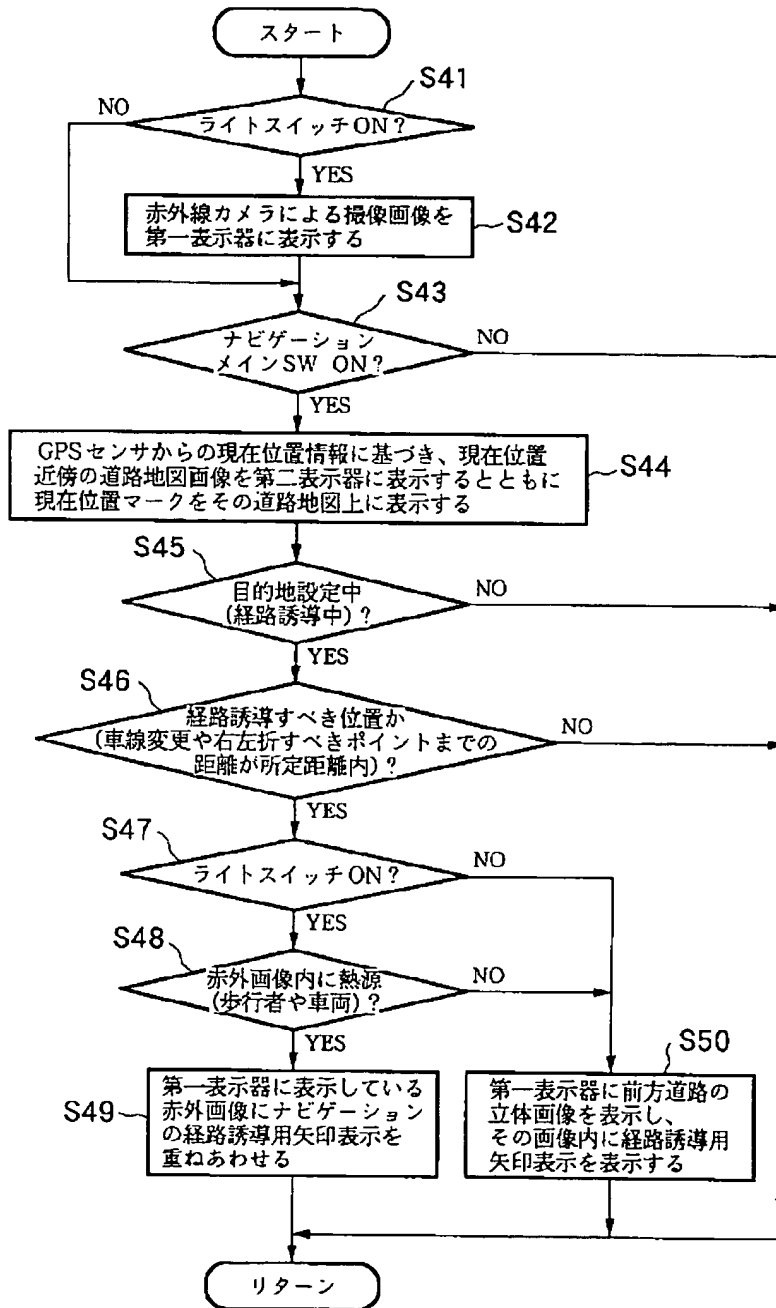 スタート
S41
NO
ライトスイッチON?
YES
赤外線カメラによる撮像画像を
第一表示器に表示する
S42
S43
ナビゲーション
メインSW ON?
NO
YES
GPSセンサからの現在位置情報に基づき、現在位置
近傍の道路地図画像を第二表示器に表示するとともに
現在位置マークをその道路地図上に表示する
S44
S45
目的地設定中
(経路誘導中)?
NO
YES
S46
経路誘導すべき位置か
(車線変更や右左折すべきポイントまでの
距離が所定距離内)?
NO
YES
S47
ライトスイッチON?
NO
YES
S48
赤外画像内に熱源
(歩行者や車両)?
NO
YES
S49
第一表示器に表示している
赤外画像にナビゲーション
の経路誘導用矢印表示を
重ねあわせる
S50
第一表示器に前方道路の
立体画像を表示し、
その画像内に経路誘導用
矢印表示を表示する
リターン